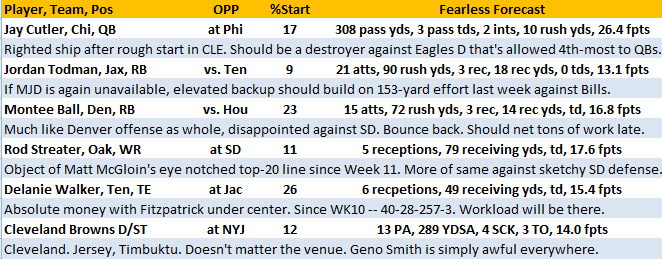 Player, Team, Pos OPP %Start Fearless Forecast
Jay Cutler, Chi, QB at Phi 17 308 pass yds, 3 pass tds, 2 ints, 10 rush yds, 26.4 fpts
Righted ship after rough start in CLE. Should be a destroyer against Eagles D that's allowed 4th-most to QBs.
Jordan Todman, Jax, RB vs. Ten 9 21 atts, 90 rush yds, 3 rec, 18 rec yds, 0 tds, 13.1 fpts
If MJD is again unavailable, elevated backup should build on 153-yard effort last week against Bills.
Montee Ball, Den, RB vs. Hou 23 15 atts, 72 rush yds, 3 rec, 14 rec yds, td, 16.8 fpts
Much like Denver offense as whole, disappointed against SD. Bounce back. Should net tons of work late.
Rod Streater, Oak, WR at SD 11 5 receptions, 79 receiving yds, td, 17.6 fpts
Object of Matt McGloin's eye notched top-20 line since Week 11. More of same against sketchy SD defense.
Delanie Walker, Ten, TE at Jac 26 6 recpetions, 49 receiving yds, td, 15.4 fpts
Absolute money with Fitzpatrick under center. Since WK10 -- 40-28-257-3. Workload will be there.
Cleveland Browns D/ST at NYJ 12 13 PA, 289 YDSA, 4 SCK, 3 TO, 14.0 fpts
Cleveland. Jersey, Timbuktu. Doesn't matter the venue. Geno Smith is simply awful everywhere.